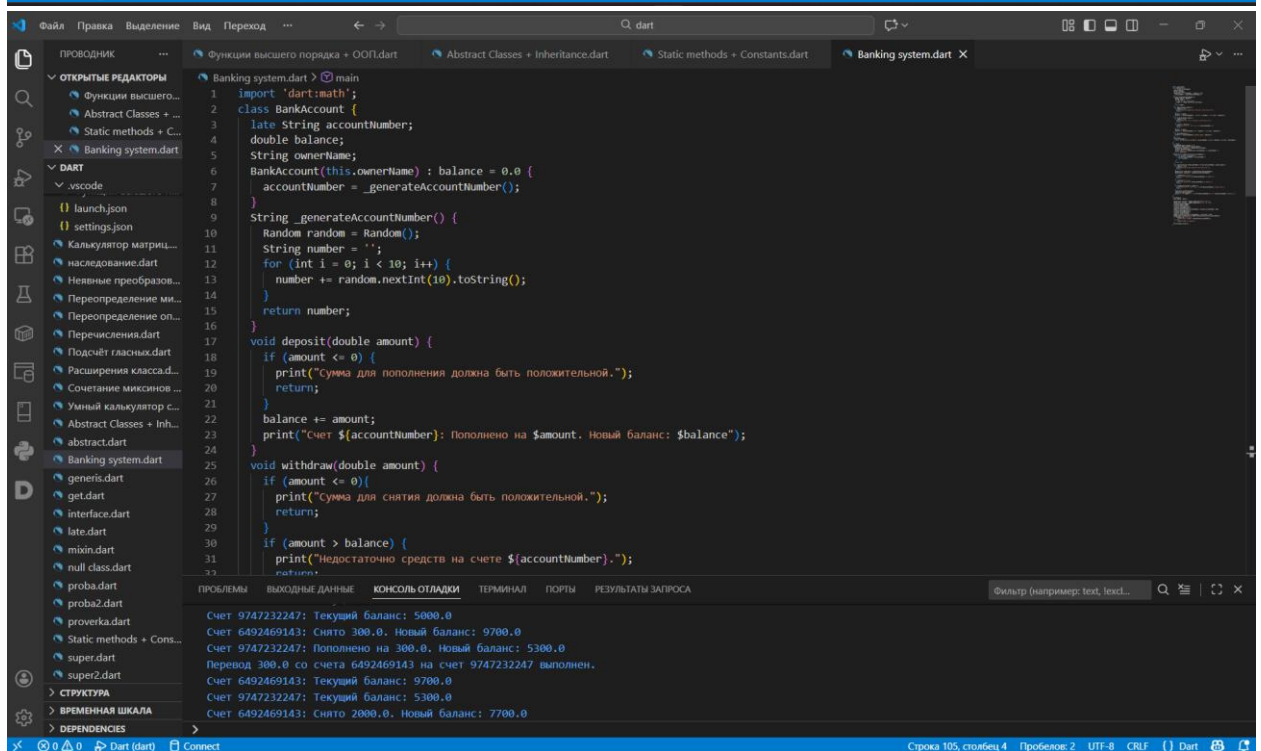 Файл Правка Выделение Вид Переход ··· ← → dart
ПРОВОДНИК ···
ОТКРЫТЫЕ РЕДАКТОРЫ
Функции высшего...
Abstract Classes + ...
Static methods + C...
Banking system.dart
DART
.vscode
{} launch.json
{} settings.json
Калькулятор матриц....
наследование.dart
Неявные преобразов...
Переопределение ми...
Переопределение оп...
Перечисления.dart
Подсчёт гласных.dart
Расширения класса.d...
Сочетание миксинов ...
Умный калькулятор с...
Abstract Classes + Inh...
abstract.dart
Banking system.dart
generis.dart
get.dart
interface.dart
late.dart
mixin.dart
null class.dart
proba.dart
proba2.dart
proverka.dart
Static methods + Cons...
super.dart
super2.dart
СТРУКТУРА
ВРЕМЕННАЯ ШКАЛА
DEPENDENCIES
Функции высшего порядка + ООП.dart Abstract Classes + Inheritance.dart Static methods + Constants.dart Banking system.dart
Banking system.dart > main
1 import 'dart:math';
2 class BankAccount {
3 late String accountNumber;
4 double balance;
5 String ownerName;
6 BankAccount(this.ownerName) : balance = 0.0 {
7 accountNumber = _generateAccountNumber();
8 }
9 String _generateAccountNumber() {
10 Random random = Random();
11 String number = '';
12 for (int i = 0; i < 10; i++) {
13 number += random.nextInt(10).toString();
14 }
15 return number;
16 }
17 void deposit(double amount) {
18 if (amount <= 0) {
19 print("Сумма для пополнения должна быть положительной.");
20 return;
21 }
22 balance += amount;
23 print("Счет ${accountNumber}: Пополнено на $amount. Новый баланс: $balance");
24 }
25 void withdraw(double amount) {
26 if (amount <= 0){
27 print("Сумма для снятия должна быть положительной.");
28 return;
29 }
30 if (amount > balance) {
31 print("Недостаточно средств на счете ${accountNumber}.");
32 return;
ПРОБЛЕМЫ ВЫХОДНЫЕ ДАННЫЕ КОНСОЛЬ ОТЛАДКИ ТЕРМИНАЛ ПОРТЫ РЕЗУЛЬТАТЫ ЗАПРОСА Фильтр (например: text, !excl...
Счет 9747232247: Текущий баланс: 5000.0
Счет 6492469143: Снято 300.0. Новый баланс: 9700.0
Счет 9747232247: Пополнено на 300.0. Новый баланс: 5300.0
Перевод 300.0 со счета 6492469143 на счет 9747232247 выполнен.
Счет 6492469143: Текущий баланс: 9700.0
Счет 9747232247: Текущий баланс: 5300.0
Счет 6492469143: Снято 2000.0. Новый баланс: 7700.0
>
0 0 Dart (dart) Connect Строка 105, столбец 4 Пробелов: 2 UTF-8 CRLF {} Dart